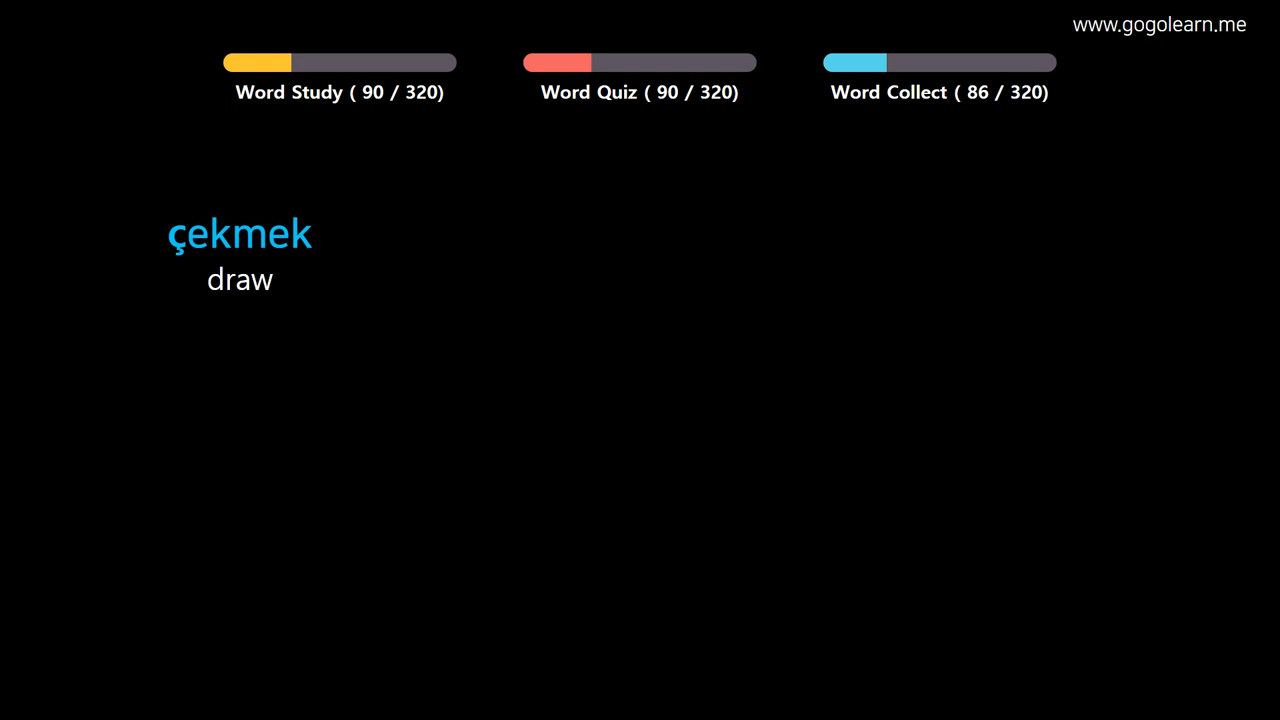 www.gogolearn.me
Word Study ( 90 / 320)
Word Quiz ( 90 / 320)
Word Collect ( 86 / 320)
çekmek
draw